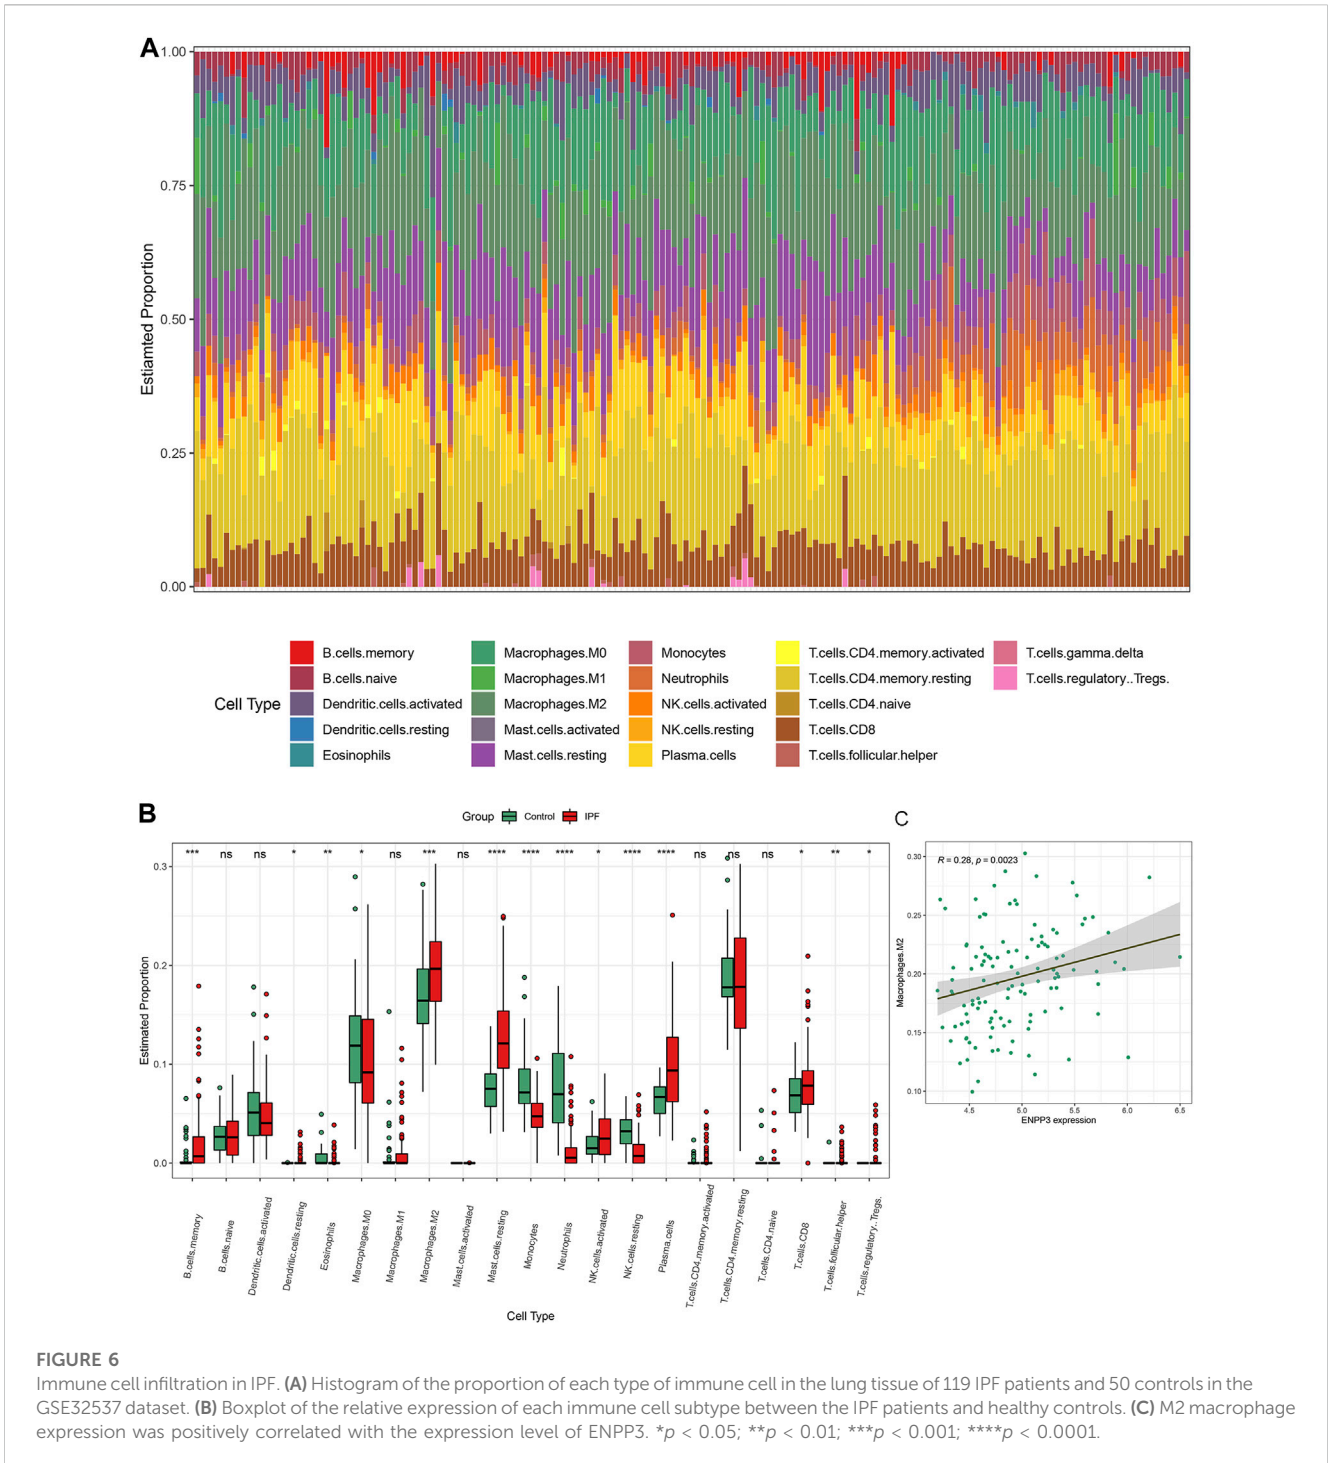 A
1.00
0.75
0.50
0.25
0.00
Estiamted Proportion
Cell Type
B.cells.memory
B.cells.naive
Dendritic.cells.activated
Dendritic.cells.resting
Eosinophils
Macrophages.M0
Macrophages.M1
Macrophages.M2
Mast.cells.activated
Mast.cells.resting
Monocytes
Neutrophils
NK.cells.activated
NK.cells.resting
Plasma.cells
T.cells.CD4.memory.activated
T.cells.CD4.memory.resting
T.cells.CD4.naive
T.cells.CD8
T.cells.follicular.helper
T.cells.gamma.delta
T.cells.regulatory..Tregs.
B
Group Control IPF
*** ns ns * ** * ns *** ns **** **** **** * **** **** ns ns ns * ** *
0.3
0.2
0.1
0.0
Estimated Proportion
B.cells.memory
B.cells.naive
Dendritic.cells.activated
Dendritic.cells.resting
Eosinophils
Macrophages.M0
Macrophages.M1
Macrophages.M2
Mast.cells.activated
Mast.cells.resting
Monocytes
Neutrophils
NK.cells.activated
NK.cells.resting
Plasma.cells
T.cells.CD4.memory.activated
T.cells.CD4.memory.resting
T.cells.CD4.naive
T.cells.CD8
T.cells.follicular.helper
T.cells.regulatory..Tregs.
Cell Type
C
R = 0.28, p = 0.0023
0.30
0.25
0.20
0.15
0.10
Macrophages.M2
4.5 5.0 5.5 6.0 6.5
ENPP3 expression
FIGURE 6
Immune cell infiltration in IPF. (A) Histogram of the proportion of each type of immune cell in the lung tissue of 119 IPF patients and 50 controls in the
GSE32537 dataset. (B) Boxplot of the relative expression of each immune cell subtype between the IPF patients and healthy controls. (C) M2 macrophage
expression was positively correlated with the expression level of ENPP3. *p < 0.05; **p < 0.01; ***p < 0.001; ****p < 0.0001.